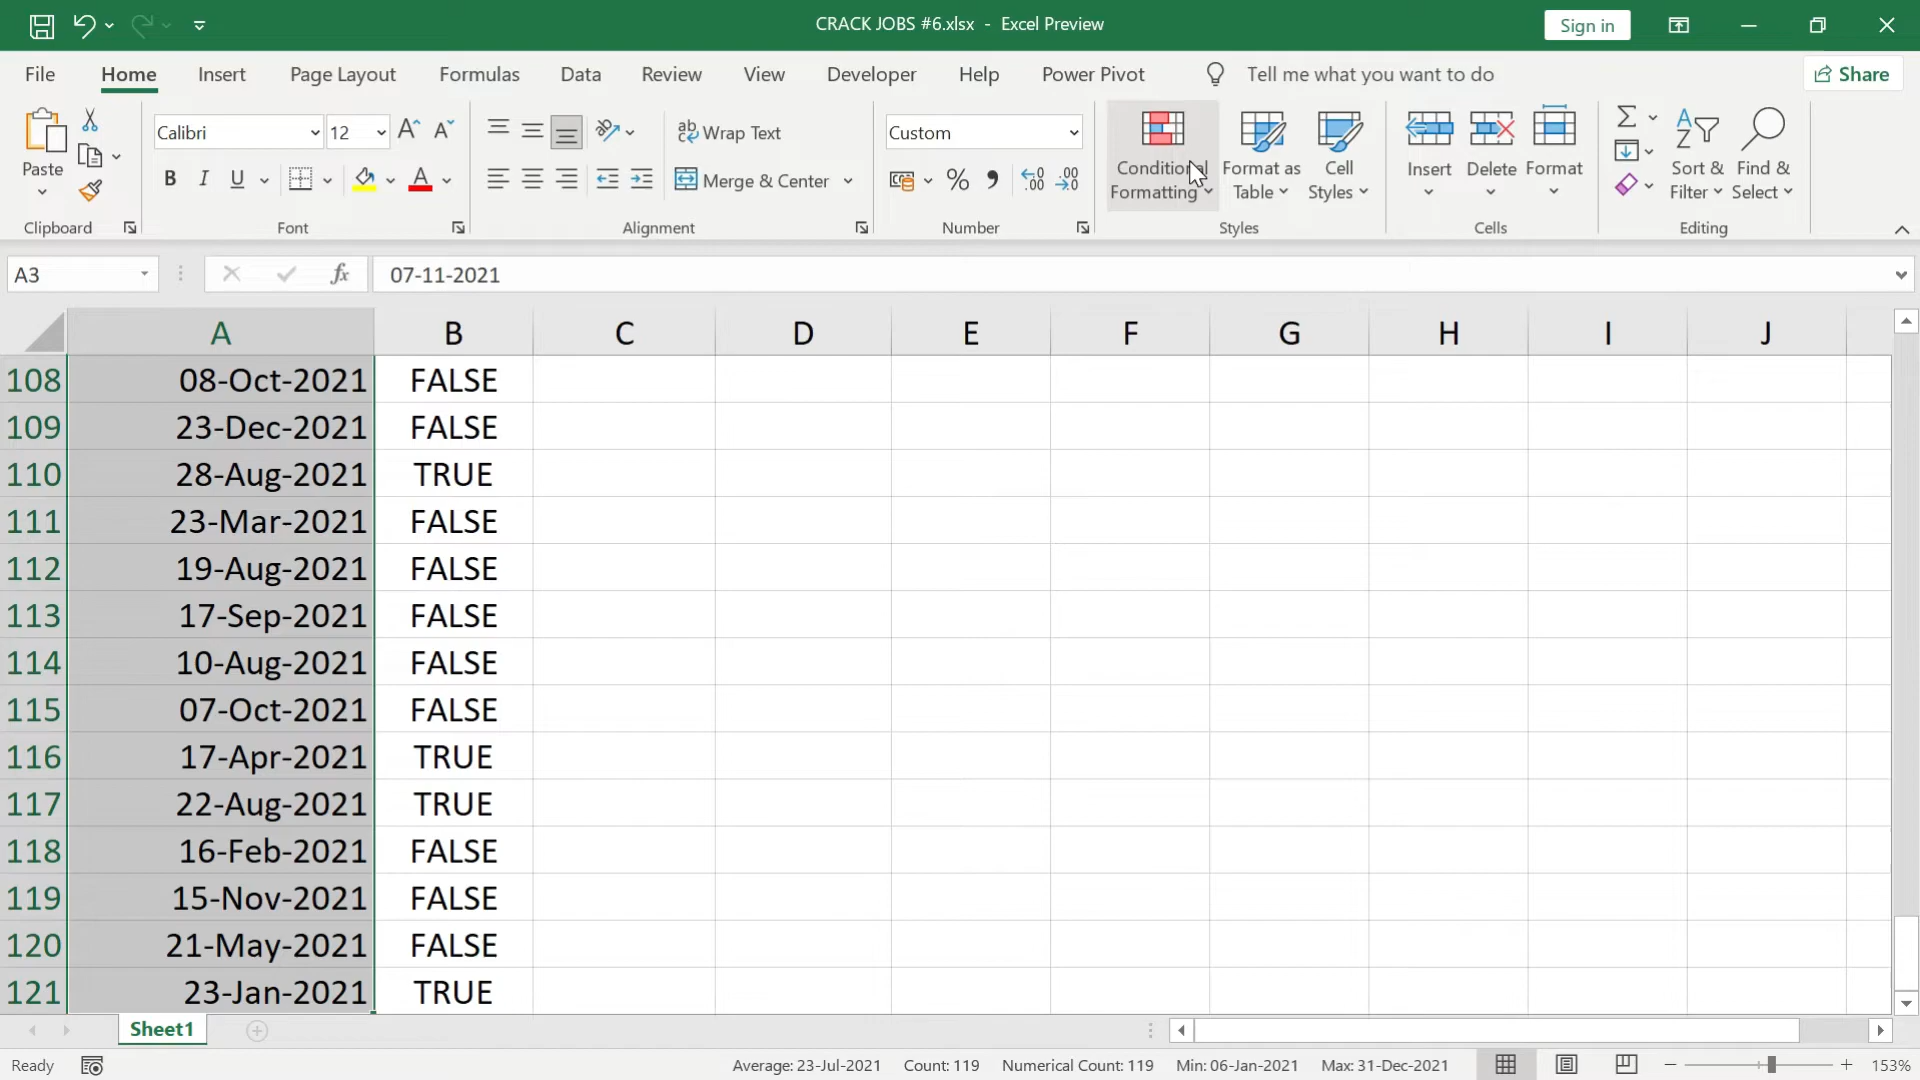 CRACK JOBS #6.xlsx - Excel Preview
Sign in
File Home Insert Page Layout Formulas Data Review View Developer Help Power Pivot Tell me what you want to do Share
Paste
Clipboard
Calibri 12
B I U A
Font
ab Wrap Text
Merge & Center
Alignment
Custom
% 9 .00 .00
Number
Conditional Formatting
Format as Table
Cell Styles
Styles
Insert Delete Format
Cells
Sort & Filter
Find & Select
Editing
A3 fx 07-11-2021
A B C D E F G H I J
108 08-Oct-2021 FALSE
109 23-Dec-2021 FALSE
110 28-Aug-2021 TRUE
111 23-Mar-2021 FALSE
112 19-Aug-2021 FALSE
113 17-Sep-2021 FALSE
114 10-Aug-2021 FALSE
115 07-Oct-2021 FALSE
116 17-Apr-2021 TRUE
117 22-Aug-2021 TRUE
118 16-Feb-2021 FALSE
119 15-Nov-2021 FALSE
120 21-May-2021 FALSE
121 23-Jan-2021 TRUE
Sheet1
Ready Average: 23-Jul-2021 Count: 119 Numerical Count: 119 Min: 06-Jan-2021 Max: 31-Dec-2021 153%